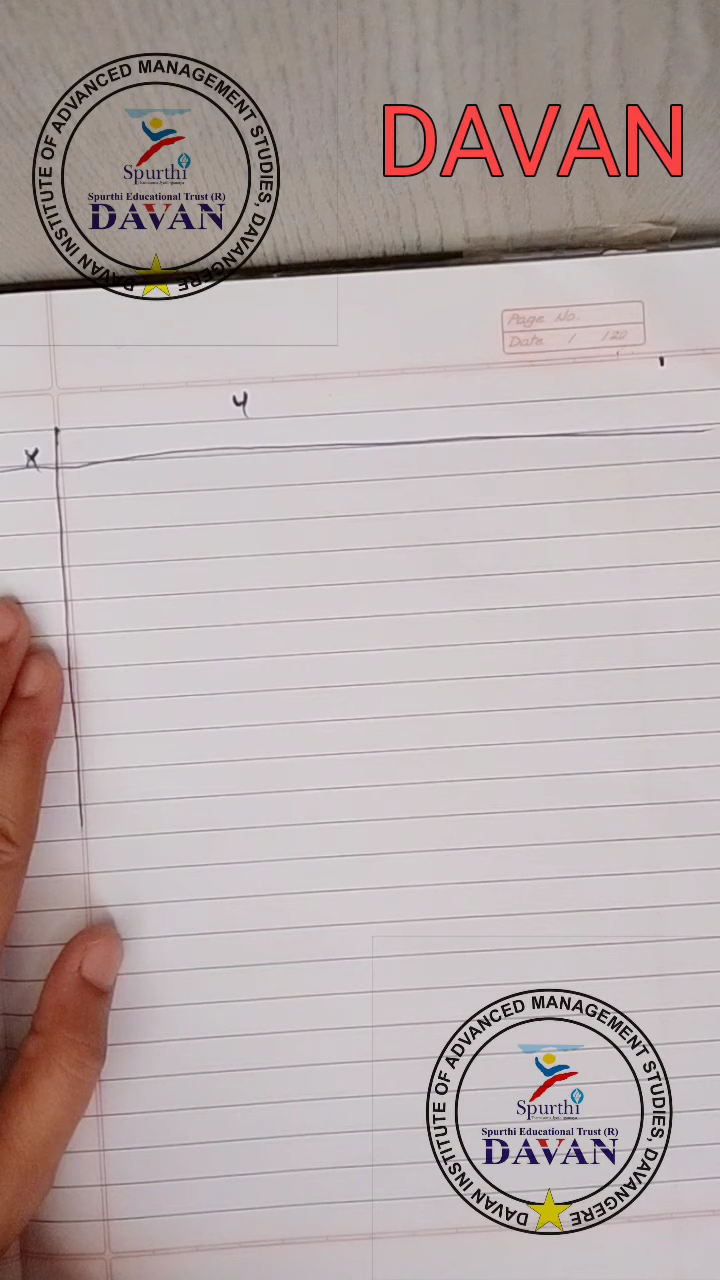 DAVAN INSTITUTE OF ADVANCED MANAGEMENT STUDIES, DAVANGERE
Spurthi
Spurthi Educational Trust (R)
DAVAN
DAVAN
Page No.
Date / /20
y
x
DAVAN INSTITUTE OF ADVANCED MANAGEMENT STUDIES, DAVANGERE
Spurthi
Spurthi Educational Trust (R)
DAVAN